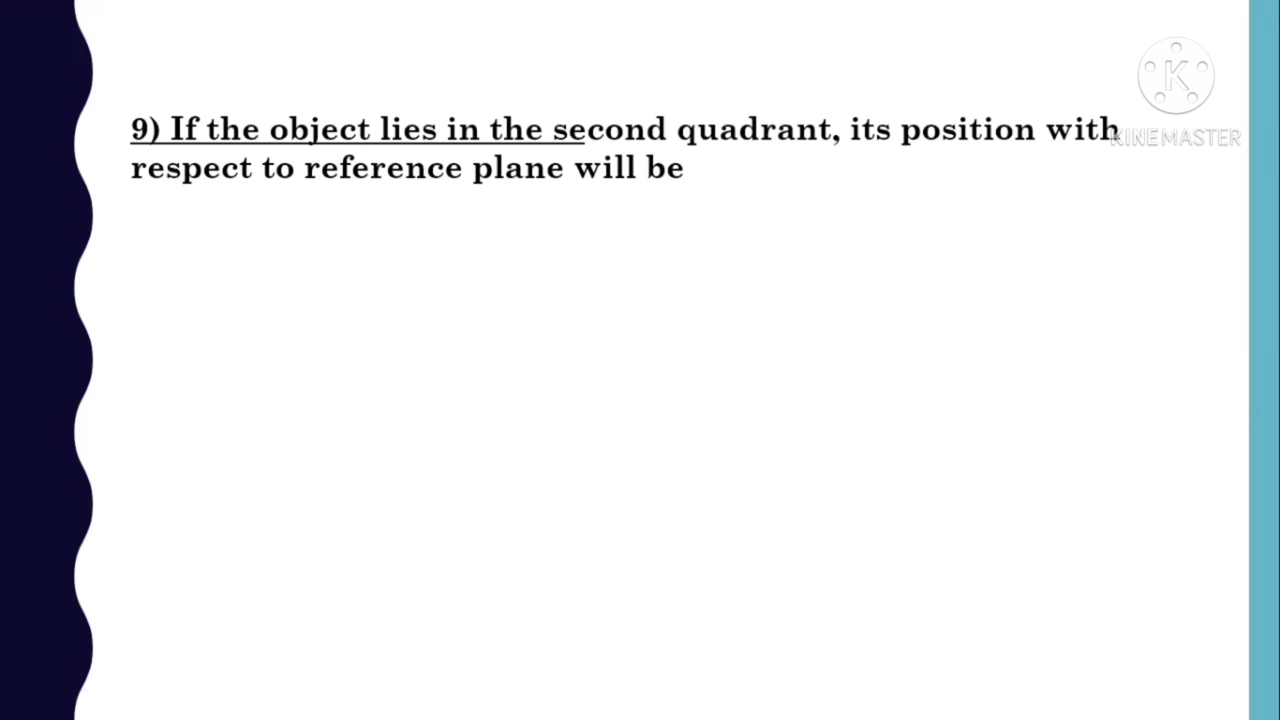 9) If the object lies in the second quadrant, its position with
respect to reference plane will be
K
KINEMASTER